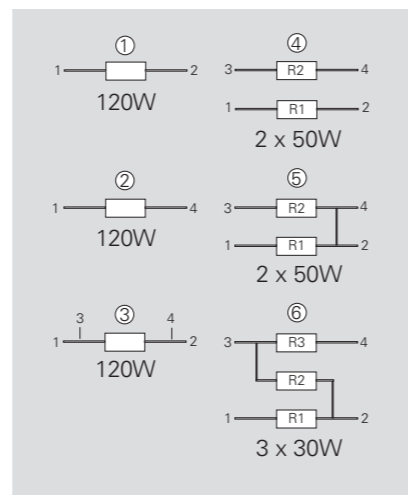 ①
1 2
120W
②
1 4
120W
③
3 4
1 2
120W
④
3 R2 4
1 R1 2
2 x 50W
⑤
3 R2 4
1 R1 2
2 x 50W
⑥
3 R3 4
R2
1 R1 2
3 x 30W